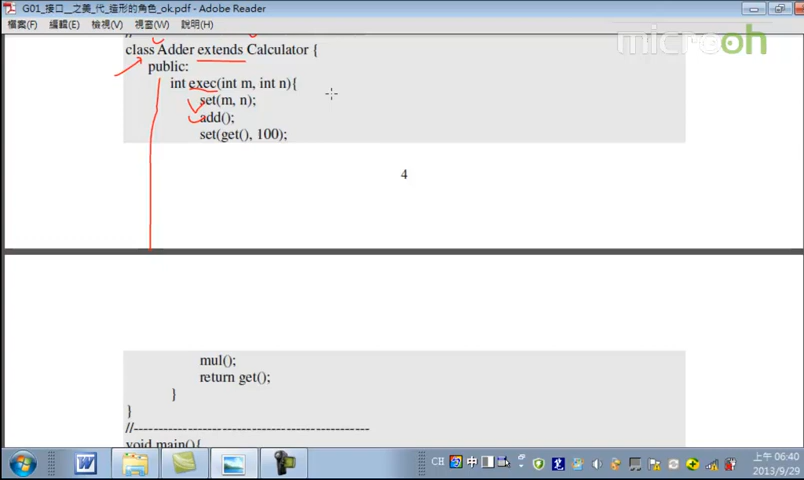 G01_接口__之美_代_造形的角色_ok.pdf - Adobe Reader
檔案(F) 編輯(E) 檢視(V) 視窗(W) 說明(H)
microoh
class Adder extends Calculator {
public:
int exec(int m, int n){
set(m, n);
add();
set(get(), 100);
4
mul();
return get();
}
}
//------------------------------------------------
void main(){
CH
中
上午 06:40
2013/9/29